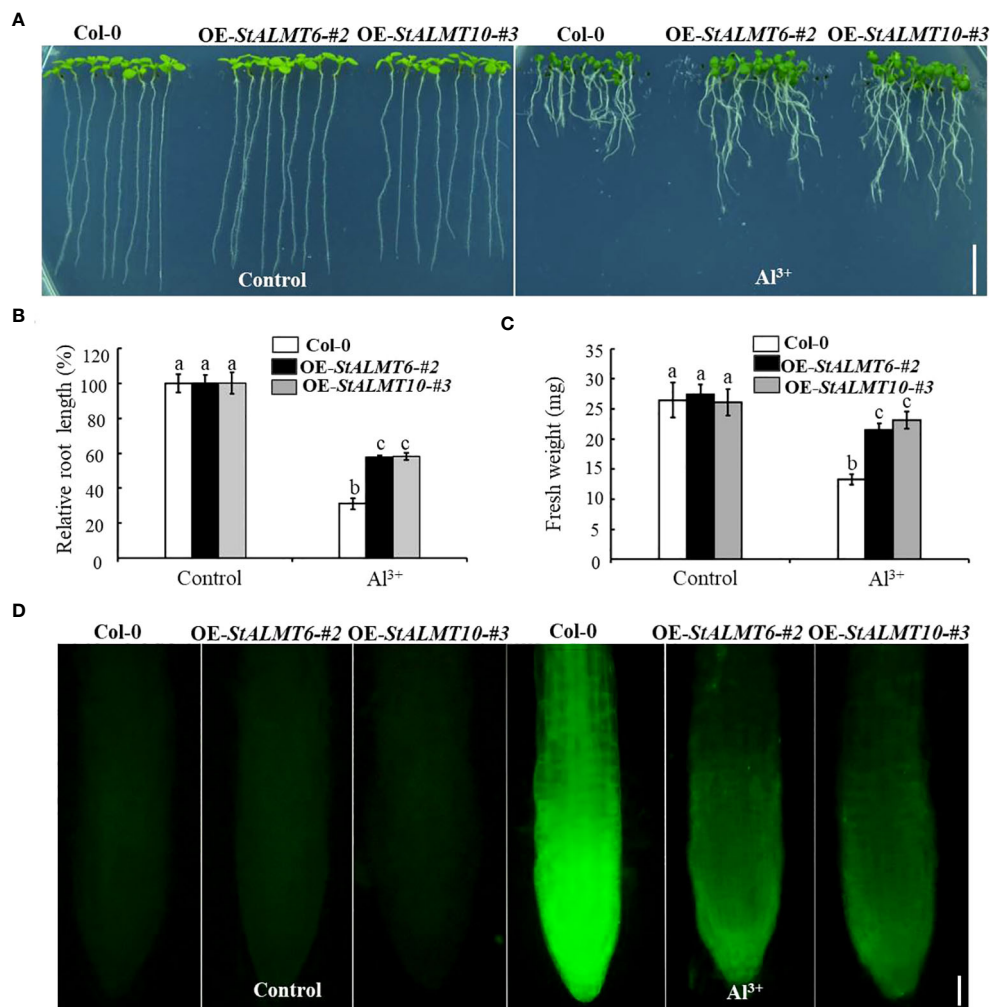 A
Col-0 OE-StALMT6-#2 OE-StALMT10-#3 Col-0 OE-StALMT6-#2 OE-StALMT10-#3
Control Al³⁺
B
Relative root length (%)
120
100
80
60
40
20
0
Col-0
OE-StALMT6-#2
OE-StALMT10-#3
a a a
b c c
Control Al³⁺
C
Fresh weight (mg)
35
30
25
20
15
10
5
0
Col-0
OE-StALMT6-#2
OE-StALMT10-#3
a a a
b c c
Control Al³⁺
D
Col-0 OE-StALMT6-#2 OE-StALMT10-#3 Col-0 OE-StALMT6-#2 OE-StALMT10-#3
Control Al³⁺